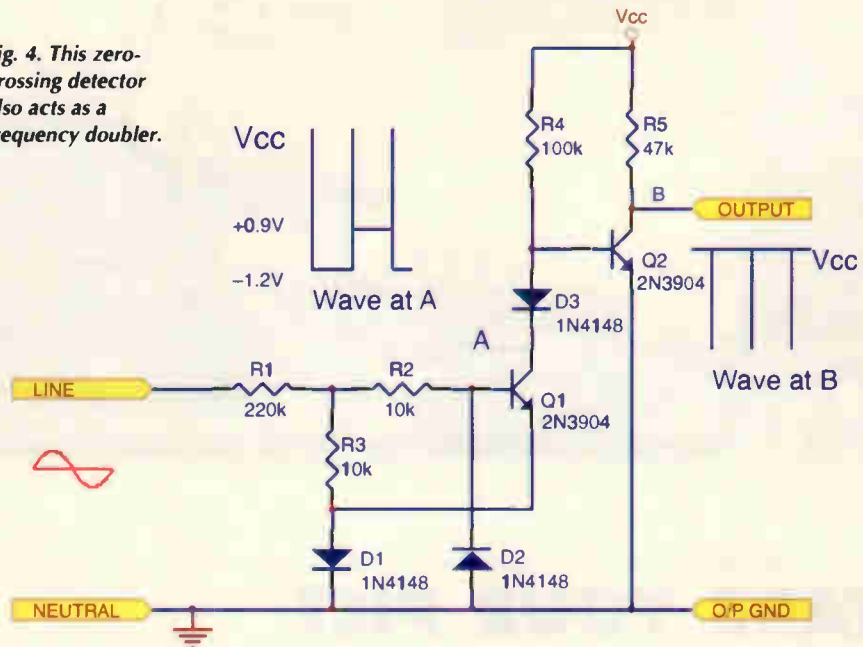 ig. 4. This zero-
rossing detector
lso acts as a
requency doubler.
Vcc
Vcc
+0.9V
−1.2V
Wave at A
R4
100k
R5
47k
B
OUTPUT
Q2
2N3904
Vcc
Wave at B
D3
1N4148
A
LINE
R1
220k
R2
10k
Q1
2N3904
R3
10k
D1
1N4148
D2
1N4148
NEUTRAL
O/P GND